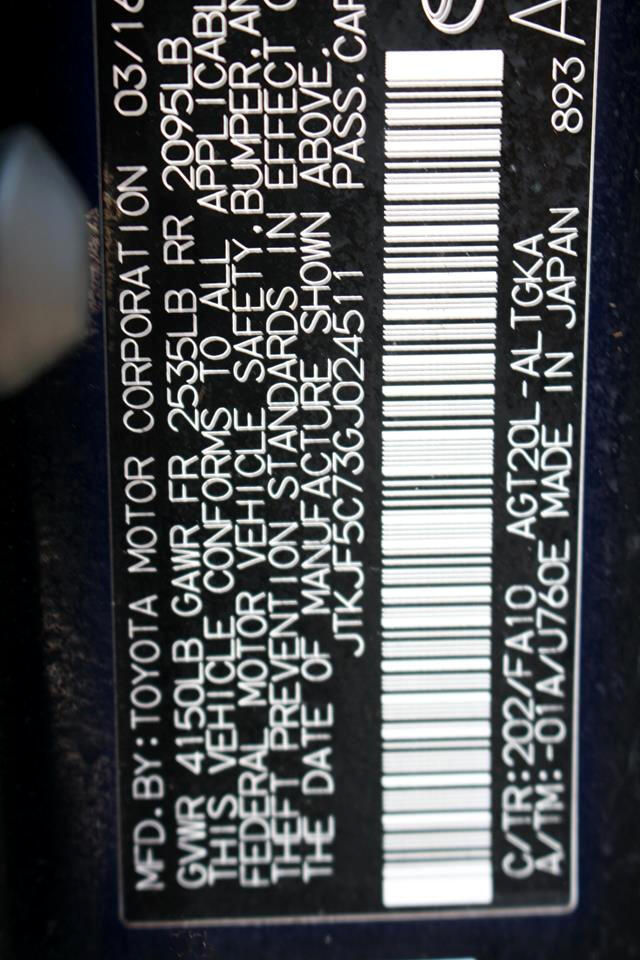 MFD.BY:TOYOTA MOTOR CORPORATION 03/16
GVWR 4150LB GAWR FR 2535LB RR 2095LB
THIS VEHICLE CONFORMS TO ALL APPLICABL
FEDERAL MOTOR VEHICLE SAFETY,BUMPER,AN
THEFT PREVENTION STANDARDS IN EFFECT O
THE DATE OF MANUFACTURE SHOWN ABOVE.
JTKJF5C73GJ024511 PASS.CAR
C/TR:202/FA10 AGT20L-ALTGKA A
A/TM:-01A/U760E MADE IN JAPAN 893